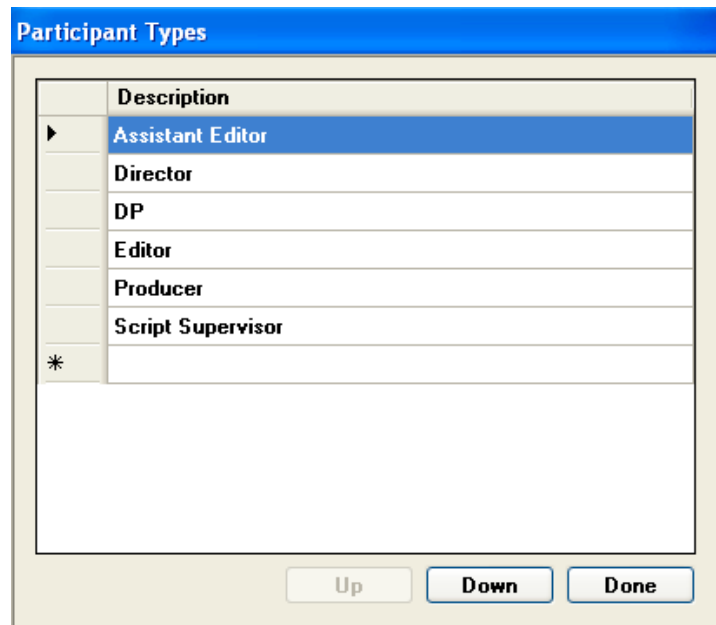 Participant Types
Description
Assistant Editor
Director
DP
Editor
Producer
Script Supervisor
*
Up Down Done